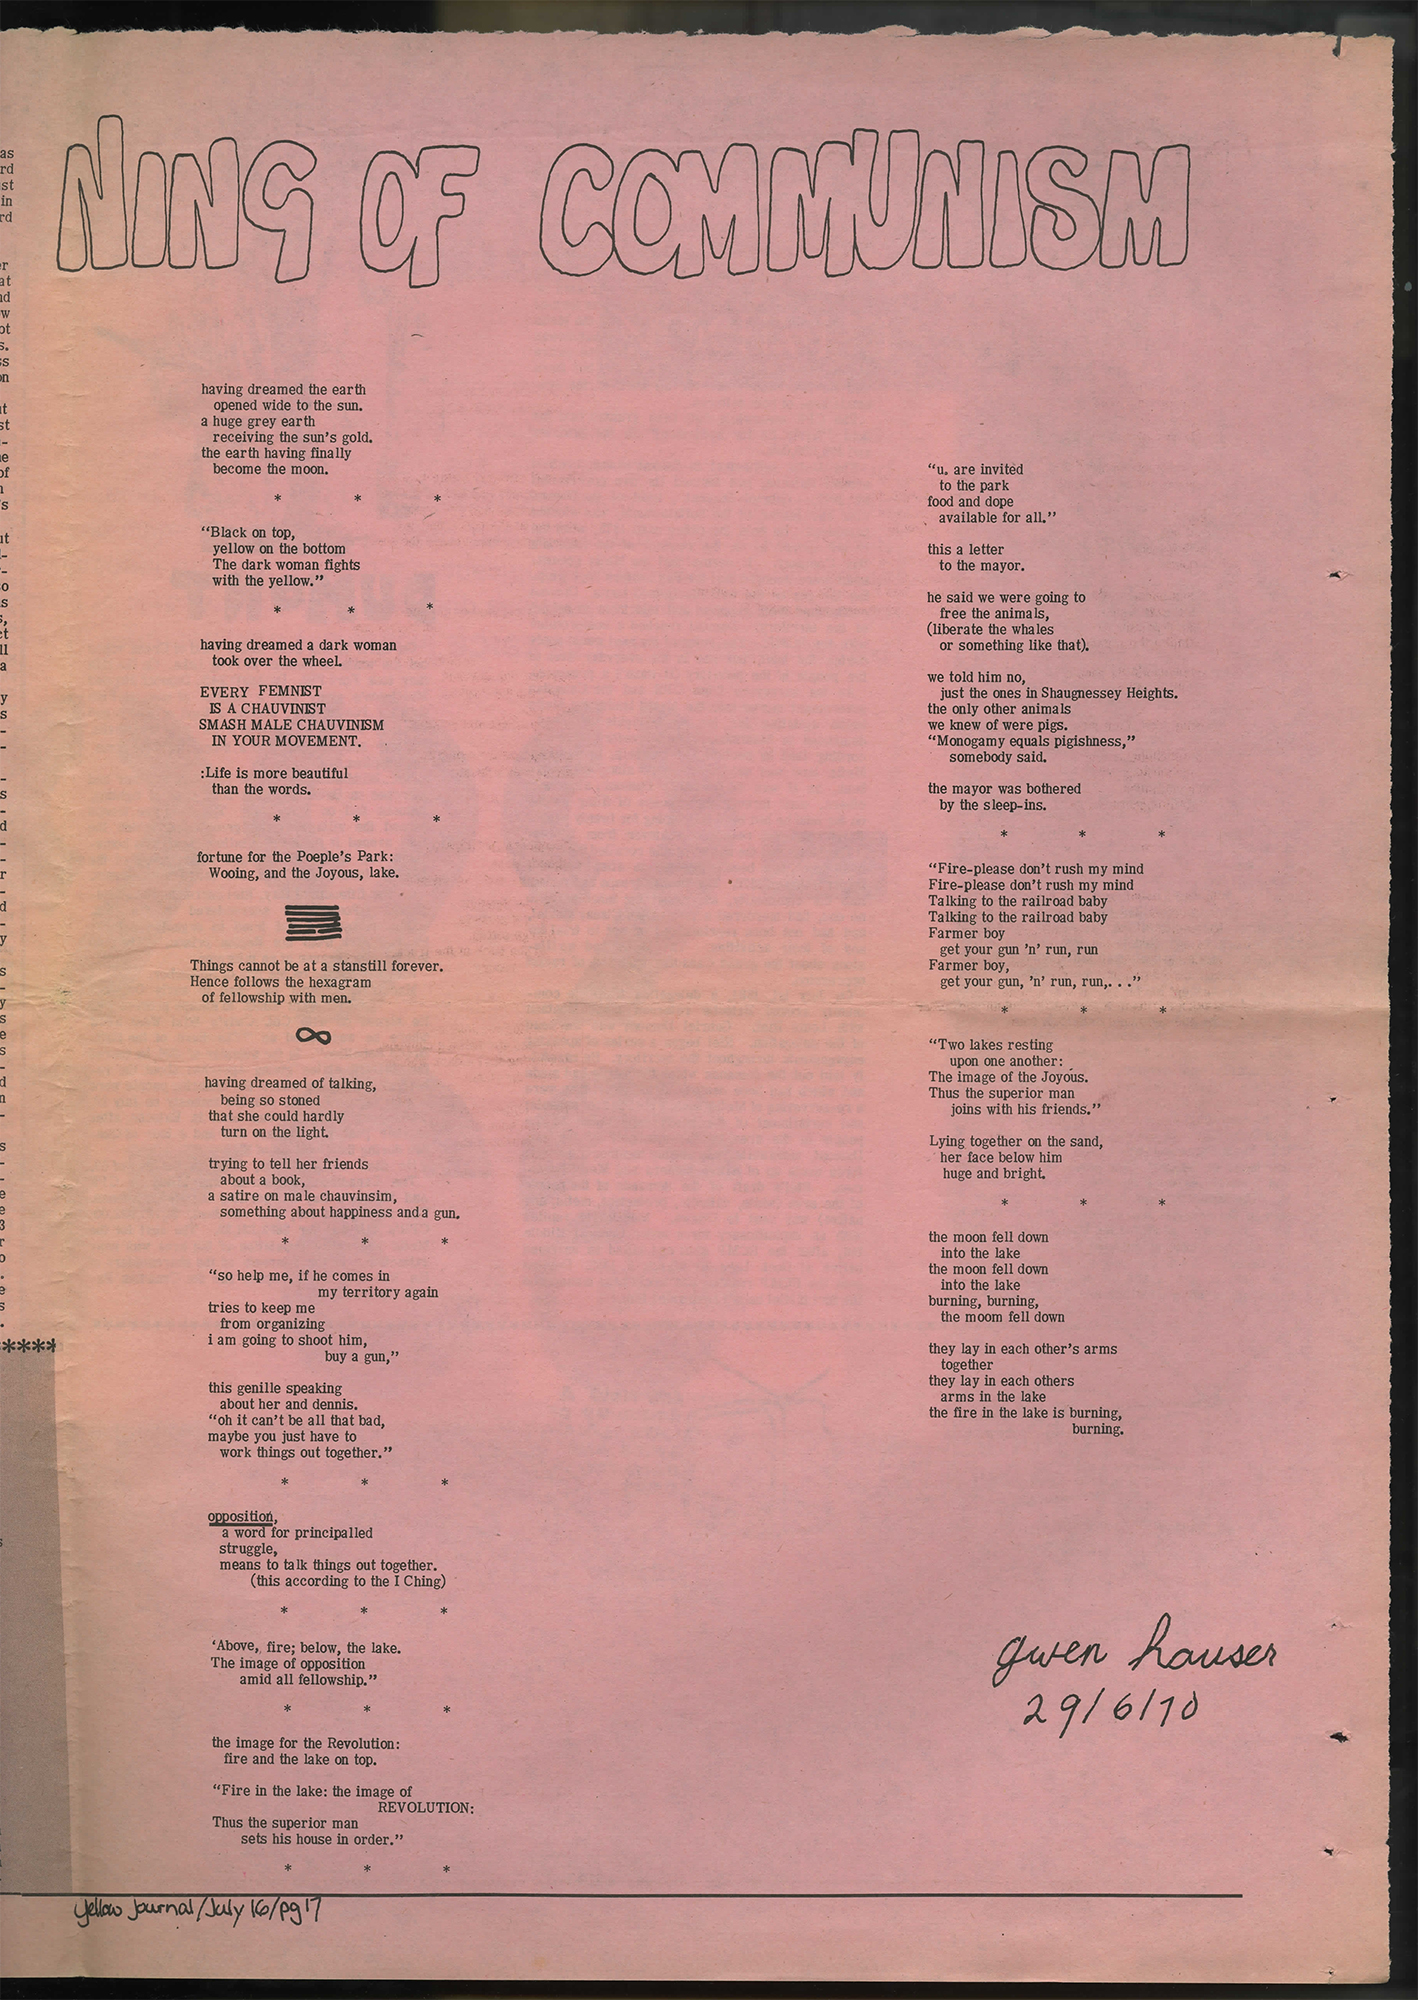 NING OF COMMUNISM
having dreamed the earth
opened wide to the sun.
a huge grey earth
receiving the sun's gold.
the earth having finally
become the moon.
* * *
"Black on top,
yellow on the bottom
The dark woman fights
with the yellow."
* * *
having dreamed a dark woman
took over the wheel.
EVERY FEMNIST
IS A CHAUVINIST
SMASH MALE CHAUVINISM
IN YOUR MOVEMENT.
:Life is more beautiful
than the words.
* * *
fortune for the Poeple's Park:
Wooing, and the Joyous, lake.
Things cannot be at a stanstill forever.
Hence follows the hexagram
of fellowship with men.
∞
having dreamed of talking,
being so stoned
that she could hardly
turn on the light.
trying to tell her friends
about a book,
a satire on male chauvinsim,
something about happiness and a gun.
* * *
"so help me, if he comes in
my territory again
tries to keep me
from organizing
i am going to shoot him,
buy a gun,"
this genille speaking
about her and dennis.
"oh it can't be all that bad,
maybe you just have to
work things out together."
* * *
opposition,
a word for principalled
struggle,
means to talk things out together.
(this according to the I Ching)
* * *
'Above, fire; below, the lake.
The image of opposition
amid all fellowship."
* * *
the image for the Revolution:
fire and the lake on top.
"Fire in the lake: the image of
REVOLUTION:
Thus the superior man
sets his house in order."
* * *
"u. are invited
to the park
food and dope
available for all."
this a letter
to the mayor.
he said we were going to
free the animals,
(liberate the whales
or something like that).
we told him no,
just the ones in Shaugnessey Heights.
the only other animals
we knew of were pigs.
"Monogamy equals pigishness,"
somebody said.
the mayor was bothered
by the sleep-ins.
* * *
"Fire-please don't rush my mind
Fire-please don't rush my mind
Talking to the railroad baby
Talking to the railroad baby
Farmer boy
get your gun 'n' run, run
Farmer boy,
get your gun, 'n' run, run,. . ."
* * *
"Two lakes resting
upon one another:
The image of the Joyous.
Thus the superior man
joins with his friends."
Lying together on the sand,
her face below him
huge and bright.
* * *
the moon fell down
into the lake
the moon fell down
into the lake
burning, burning,
the moom fell down
they lay in each other's arms
together
they lay in each others
arms in the lake
the fire in the lake is burning,
burning.
gwen hauser
29/6/70
yellow journal/July 16/pg 17